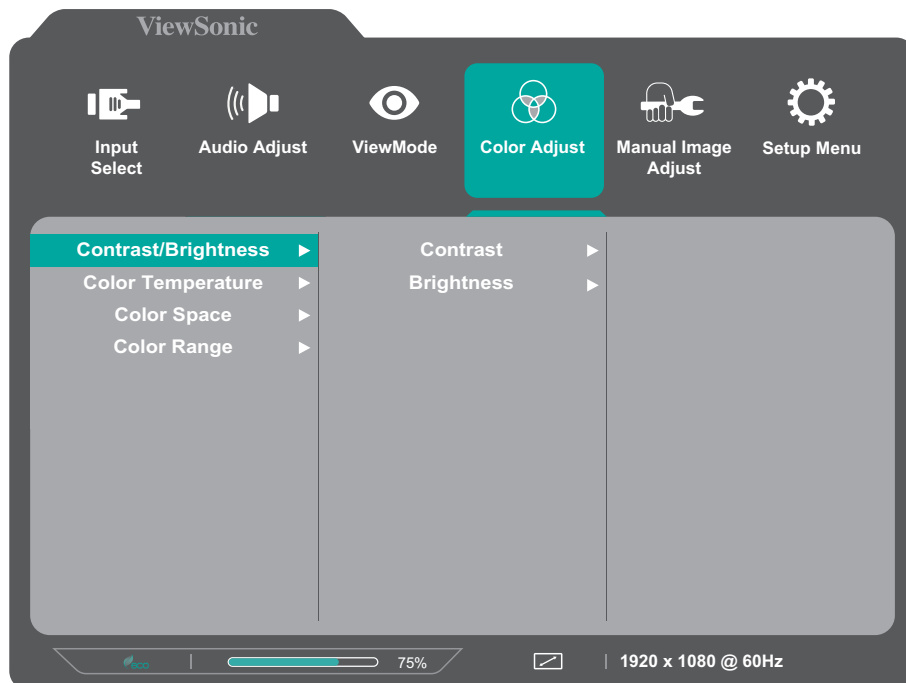 ViewSonic
Input
Select
Audio Adjust
ViewMode
Color Adjust
Manual Image
Adjust
Setup Menu
Contrast/Brightness
Color Temperature
Color Space
Color Range
Contrast
Brightness
eco
75%
1920 x 1080 @ 60Hz